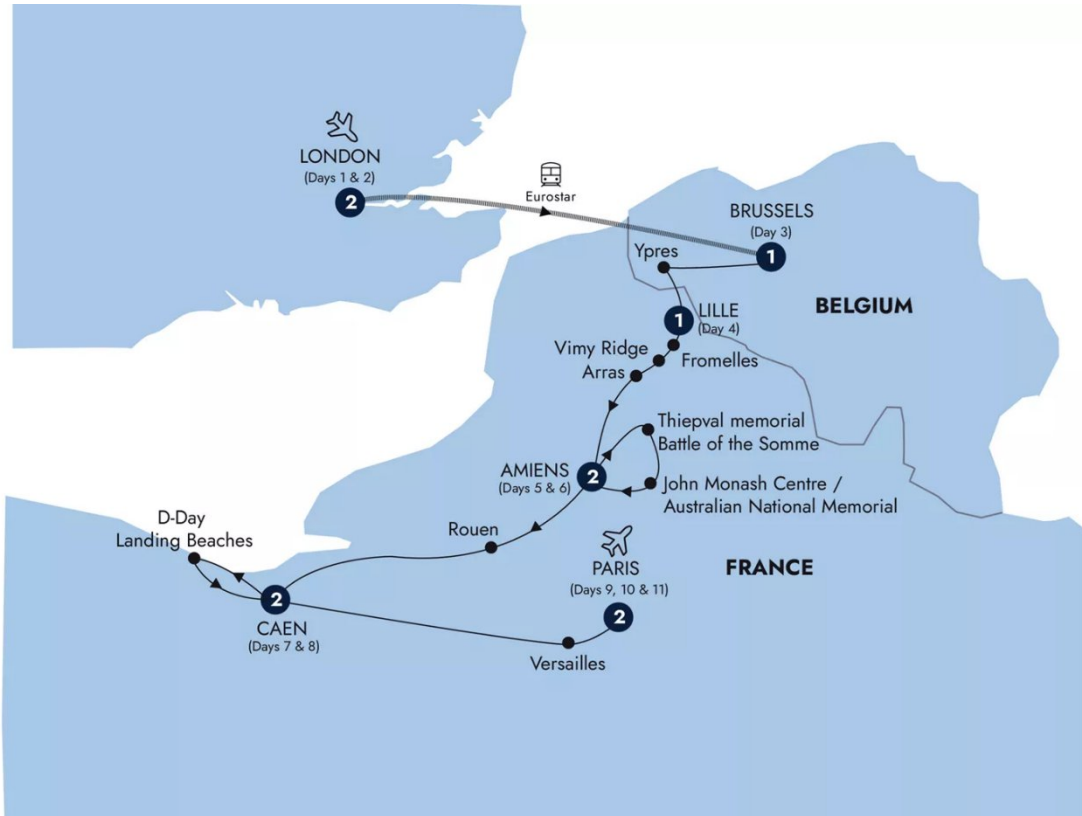 LONDON
(Days 1 & 2)
2
Eurostar
BRUSSELS
(Day 3)
1
Ypres
BELGIUM
1
LILLE
(Day 4)
Vimy Ridge
Fromelles
Arras
Thiepval memorial
Battle of the Somme
AMIENS
(Days 5 & 6)
2
John Monash Centre /
Australian National Memorial
D-Day
Landing Beaches
Rouen
PARIS
(Days 9, 10 & 11)
2
FRANCE
2
CAEN
(Days 7 & 8)
Versailles